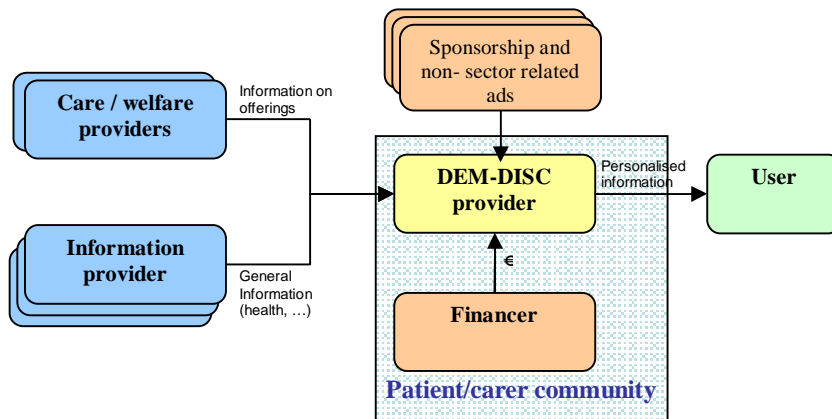 Sponsorship and
non- sector related
ads
Care / welfare
providers
Information on
offerings
DEM-DISC
provider
Personalised
information
User
Information
provider
General
Information
(health, …)
€
Financer
Patient/carer community